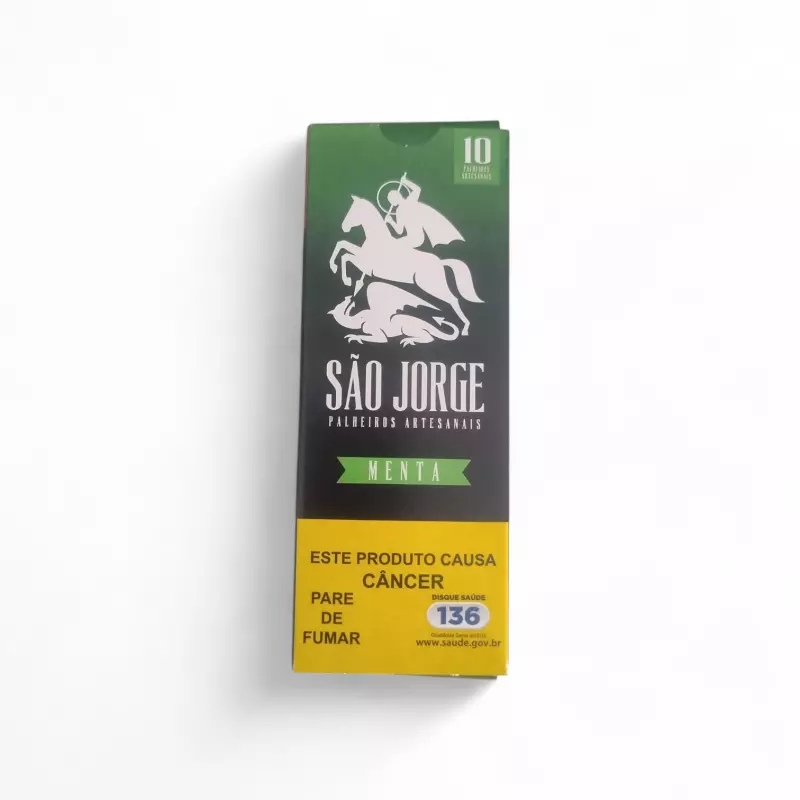 10
PALHEIROS
ARTESANAIS
SÃO JORGE
PALHEIROS ARTESANAIS
MENTA
ESTE PRODUTO CAUSA
CÂNCER
PARE
DE
FUMAR
DISQUE SAÚDE
136
www.saude.gov.br